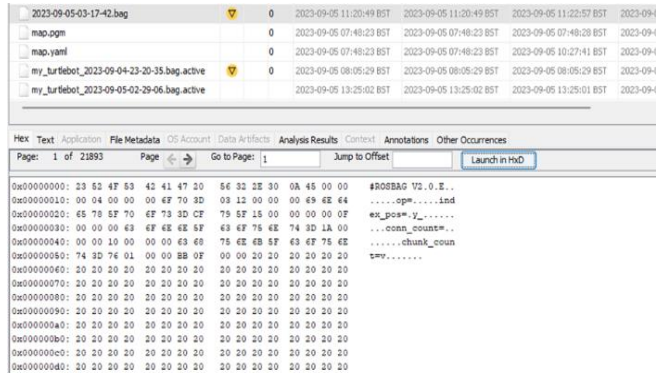 2023-09-05-03-17-42.bag 0 2023-09-05 11:20:49 BST 2023-09-05 11:20:49 BST 2023-09-05 11:22:57 BST 2023-09-
map.pgm 0 2023-09-05 07:48:23 BST 2023-09-05 07:48:23 BST 2023-09-05 07:48:28 BST 2023-09-
map.yaml 0 2023-09-05 07:48:23 BST 2023-09-05 07:48:23 BST 2023-09-05 10:27:41 BST 2023-09-
my_turtlebot_2023-09-04-23-20-35.bag.active 0 2023-09-05 08:05:29 BST 2023-09-05 08:05:29 BST 2023-09-05 08:05:29 BST 2023-09-
my_turtlebot_2023-09-05-02-29-06.bag.active 0 2023-09-05 13:25:02 BST 2023-09-05 13:25:02 BST 2023-09-05 13:25:01 BST 2023-09-
Hex Text Application File Metadata OS Account Data Artifacts Analysis Results Context Annotations Other Occurrences
Page: 1 of 21893 Page Go to Page: 1 Jump to Offset Launch in HxD
0x00000000: 23 52 4F 53 42 41 47 20 56 32 2E 30 0A 45 00 00 #ROSBAG V2.0.E..
0x00000010: 00 04 00 00 00 6F 70 3D 03 12 00 00 00 69 6E 64 .....op=.....ind
0x00000020: 65 78 5F 70 6F 73 3D CF 79 5F 15 00 00 00 00 0F ex_pos=.y_......
0x00000030: 00 00 00 63 6F 6E 6E 5F 63 6F 75 6E 74 3D 1A 00 ...conn_count=..
0x00000040: 00 00 10 00 00 00 63 68 75 6E 6B 5F 63 6F 75 6E ......chunk_coun
0x00000050: 74 3D 76 01 00 00 BB 0F 00 00 20 20 20 20 20 20 t=v.......
0x00000060: 20 20 20 20 20 20 20 20 20 20 20 20 20 20 20 20
0x00000070: 20 20 20 20 20 20 20 20 20 20 20 20 20 20 20 20
0x00000080: 20 20 20 20 20 20 20 20 20 20 20 20 20 20 20 20
0x00000090: 20 20 20 20 20 20 20 20 20 20 20 20 20 20 20 20
0x000000a0: 20 20 20 20 20 20 20 20 20 20 20 20 20 20 20 20
0x000000b0: 20 20 20 20 20 20 20 20 20 20 20 20 20 20 20 20
0x000000c0: 20 20 20 20 20 20 20 20 20 20 20 20 20 20 20 20
0x000000d0: 20 20 20 20 20 20 20 20 20 20 20 20 20 20 20 20